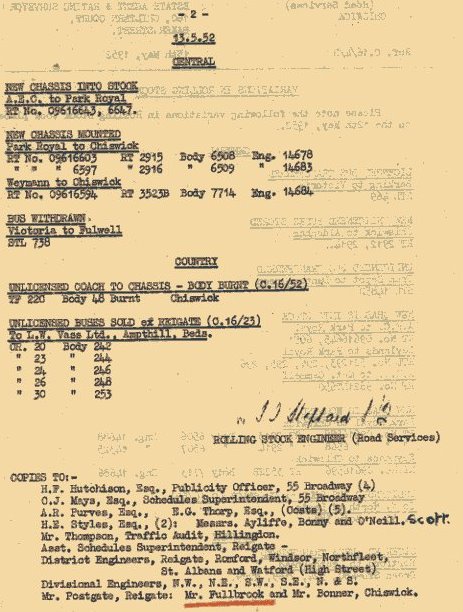 - 2 -
13.5.52
CENTRAL
NEW CHASSIS INTO STOCK
A.E.C. to Park Royal
RT No. 09616643, 6647.
NEW CHASSIS MOUNTED
Park Royal to Chiswick
RT No. 09616603 RT 2915 Body 6508 Eng. 14678
" " " 6597 " 2916 " 6509 " 14683
Weymann to Chiswick
RT No. 09616594 RT 3523B Body 7714 Eng. 14684
BUS WITHDRAWN
Victoria to Fulwell
STL 738
COUNTRY
UNLICENSED COACH TO CHASSIS - BODY BURNT (C.16/52)
TF 22C Body 48 Burnt Chiswick
UNLICENSED BUSES SOLD ex REIGATE (C.16/23)
To L.W. Vass Ltd., Ampthill, Beds.
CR. 20 Body 242
" 23 " 244
" 24 " 246
" 26 " 248
" 30 " 253
ROLLING STOCK ENGINEER (Road Services)
COPIES TO:-
H.F. Hutchison, Esq., Publicity Officer, 55 Broadway (4)
C.J. Mays, Esq., Schedules Superintendent, 55 Broadway
A.R. Purves, Esq., E.G. Thorp, Esq., (Costs) (5).
H.E. Styles, Esq., (2): Messrs. Ayliffe, Bonny and O'Neill. Scott.
Mr. Thompson, Traffic Audit, Hillingdon.
Asst. Schedules Superintendent, Reigate -
District Engineers, Reigate, Romford, Windsor, Northfleet,
St. Albans and Watford (High Street)
Divisional Engineers, N.W., N.E., S.W., S.E., N. & S.
Mr. Postgate, Reigate: Mr. Fullbrook and Mr. Bonner, Chiswick.